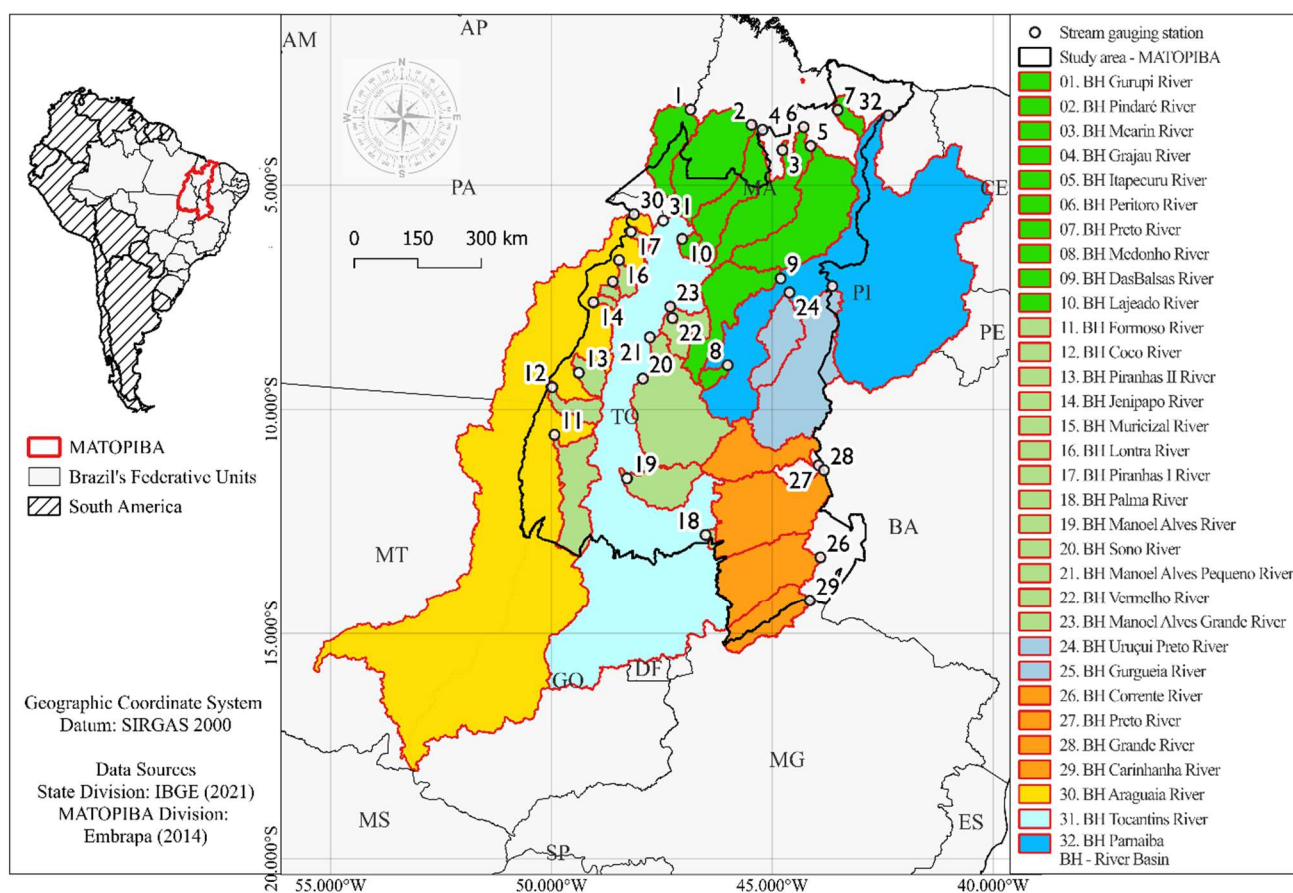 AM
AP
N
W
E
S
PA
1
2
4
6
7
32
5
3
MA
CE
30
31
17
10
16
9
23
24
PI
14
22
PE
21
8
13
20
12
11
TO
19
28
27
18
BA
26
MT
29
GO
DF
MG
MS
ES
SP
0 150 300 km
5.000°S
10.000°S
15.000°S
20.000°S
55.000°W
50.000°W
45.000°W
40.000°W
MATOPIBA
Brazil's Federative Units
South America
Geographic Coordinate System
Datum: SIRGAS 2000
Data Sources
State Division: IBGE (2021)
MATOPIBA Division:
Embrapa (2014)
Stream gauging station
Study area - MATOPIBA
01. BH Gurupi River
02. BH Pindaré River
03. BH Mearin River
04. BH Grajau River
05. BH Itapecuru River
06. BH Peritoro River
07. BH Preto River
08. BH Medonho River
09. BH DasBalsas River
10. BH Lajeado River
11. BH Formoso River
12. BH Coco River
13. BH Piranhas II River
14. BH Jenipapo River
15. BH Muricizal River
16. BH Lontra River
17. BH Piranhas I River
18. BH Palma River
19. BH Manoel Alves River
20. BH Sono River
21. BH Manoel Alves Pequeno River
22. BH Vermelho River
23. BH Manoel Alves Grande River
24. BH Uruçui Preto River
25. BH Gurgueia River
26. BH Corrente River
27. BH Preto River
28. BH Grande River
29. BH Carinhanha River
30. BH Araguaia River
31. BH Tocantins River
32. BH Parnaiba
BH - River Basin